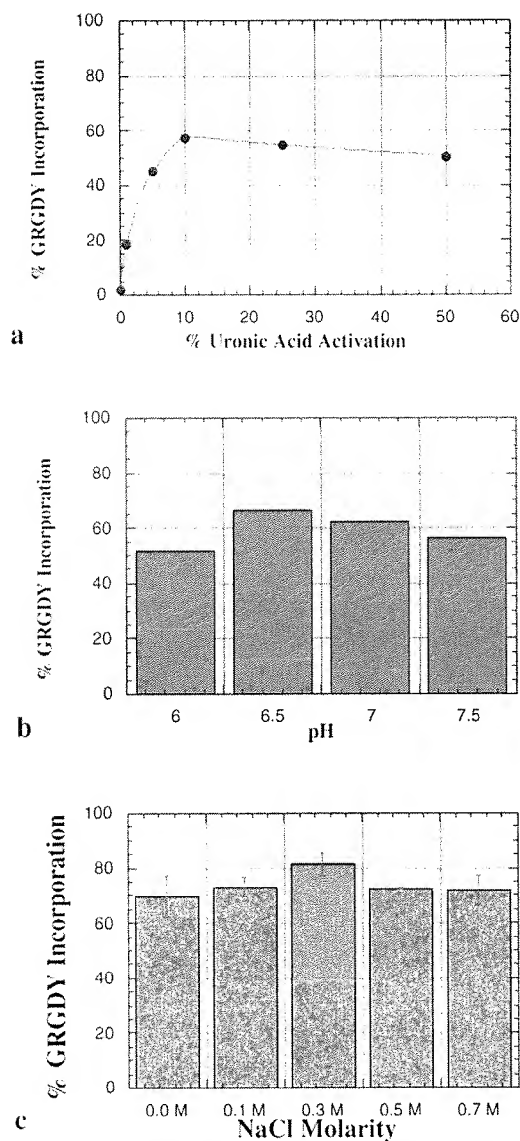 100
80
60
40
20
0
% GRGDY Incorporation
0 10 20 30 40 50 60
% Uronic Acid Activation
a
100
80
60
40
20
0
% GRGDY Incorporation
6 6.5 7 7.5
pH
b
100
80
60
40
20
0
% GRGDY Incorporation
0.0 M 0.1 M 0.3 M 0.5 M 0.7 M
NaCl Molarity
c